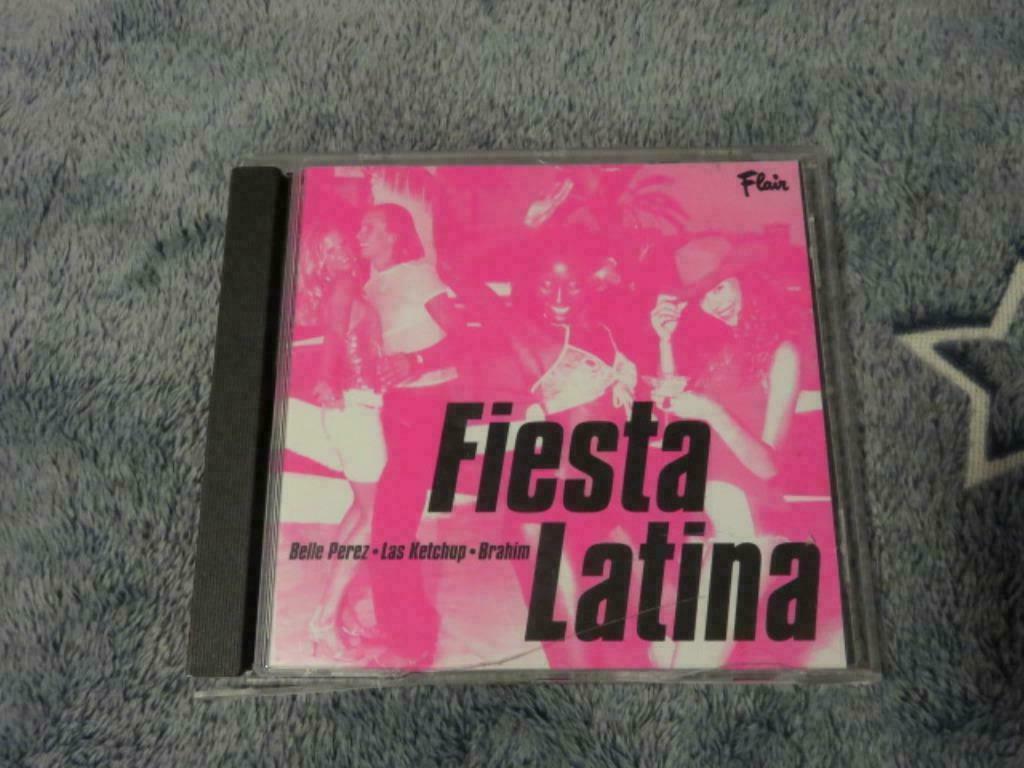 Flair
Fiesta
Belle Perez • Las Ketchup • Brahim
Latina